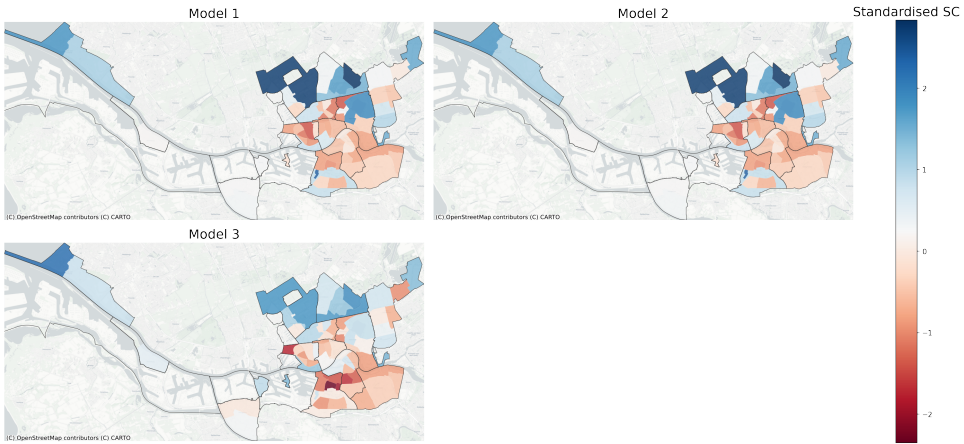 Model 1
Model 2
Standardised SC
2
1
0
−1
−2
(C) OpenStreetMap contributors (C) CARTO
(C) OpenStreetMap contributors (C) CARTO
Model 3
(C) OpenStreetMap contributors (C) CARTO